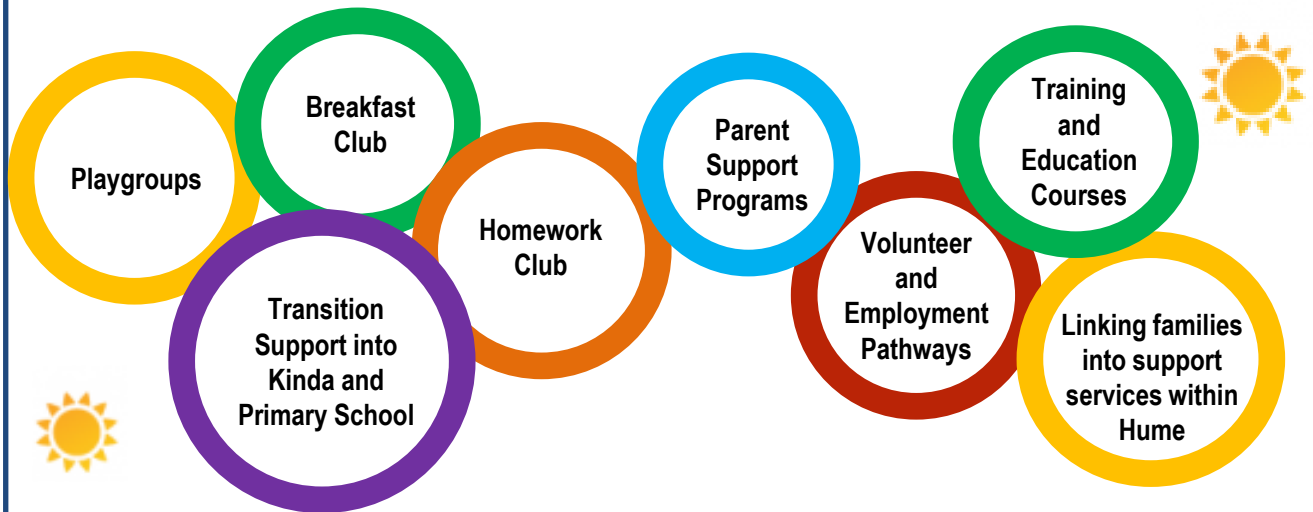 Playgroups
Breakfast
Club
Transition
Support into
Kinda and
Primary School
Homework
Club
Parent
Support
Programs
Volunteer
and
Employment
Pathways
Training
and
Education
Courses
Linking families
into support
services within
Hume